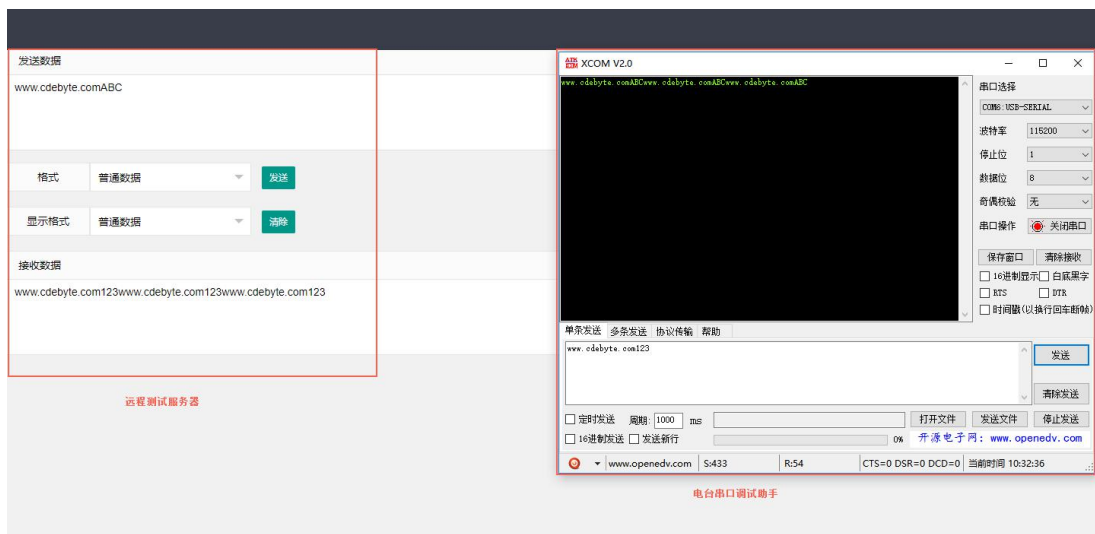 发送数据
www.cdebyte.comABC
格式 普通数据 发送
显示格式 普通数据 清除
接收数据
www.cdebyte.com123www.cdebyte.com123www.cdebyte.com123
远程测试服务器
XCOM V2.0
www.cdebyte.comABCwww.cdebyte.comABCwww.cdebyte.comABC
串口选择
COM6:USB-SERIAL
波特率 115200
停止位 1
数据位 8
奇偶校验 无
串口操作 关闭串口
保存窗口 清除接收
16进制显示 白底黑字
RTS DTR
时间戳(以换行回车断帧)
单条发送 多条发送 协议传输 帮助
www.cdebyte.com123
发送
清除发送
定时发送 周期: 1000 ms 打开文件 发送文件 停止发送
16进制发送 发送新行 0% 开源电子网: www.openedv.com
www.openedv.com S:433 R:54 CTS=0 DSR=0 DCD=0 当前时间 10:32:36
电台串口调试助手